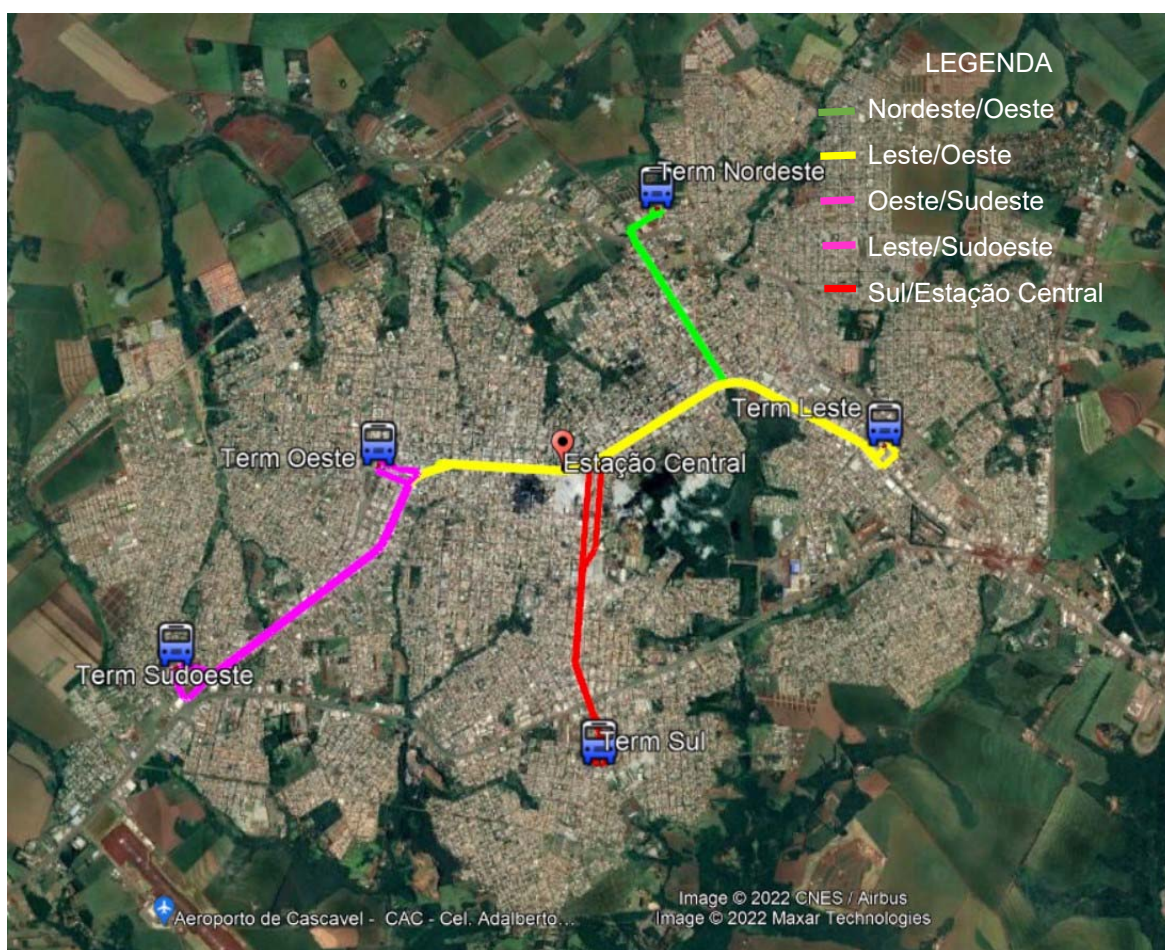 LEGENDA
Nordeste/Oeste
Leste/Oeste
Oeste/Sudeste
Leste/Sudoeste
Sul/Estação Central
Term Nordeste
Term Leste
Term Oeste
Estação Central
Term Sudoeste
Term Sul
Aeroporto de Cascavel - CAC - Cel. Adalberto...
Image © 2022 CNES / Airbus
Image © 2022 Maxar Technologies